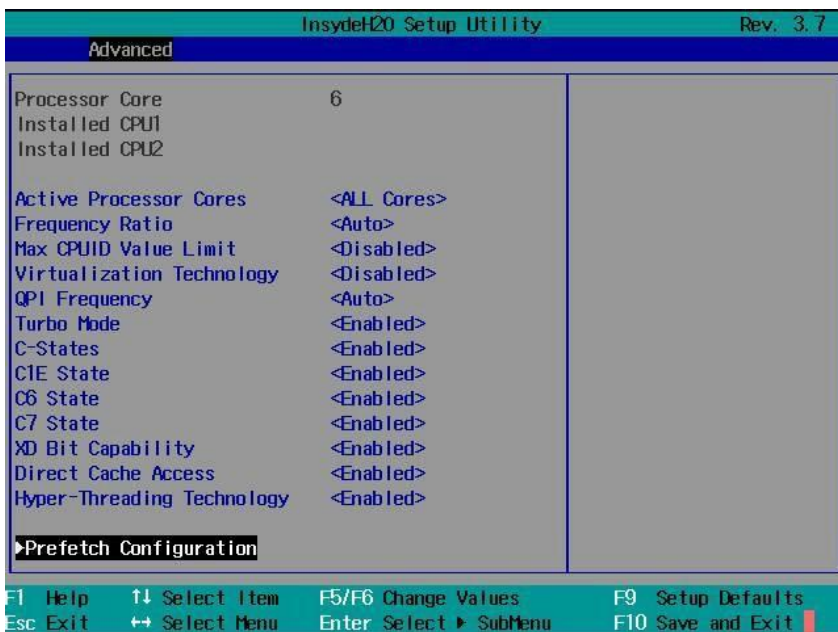 InsydeH20 Setup Utility Rev. 3.7
Advanced
Processor Core 6
Installed CPU1
Installed CPU2
Active Processor Cores <ALL Cores>
Frequency Ratio <Auto>
Max CPUID Value Limit <Disabled>
Virtualization Technology <Disabled>
QPI Frequency <Auto>
Turbo Mode <Enabled>
C-States <Enabled>
C1E State <Enabled>
C6 State <Enabled>
C7 State <Enabled>
XD Bit Capability <Enabled>
Direct Cache Access <Enabled>
Hyper-Threading Technology <Enabled>
►Prefetch Configuration
F1 Help ↑↓ Select Item F5/F6 Change Values F9 Setup Defaults
Esc Exit ↔ Select Menu Enter Select ► SubMenu F10 Save and Exit